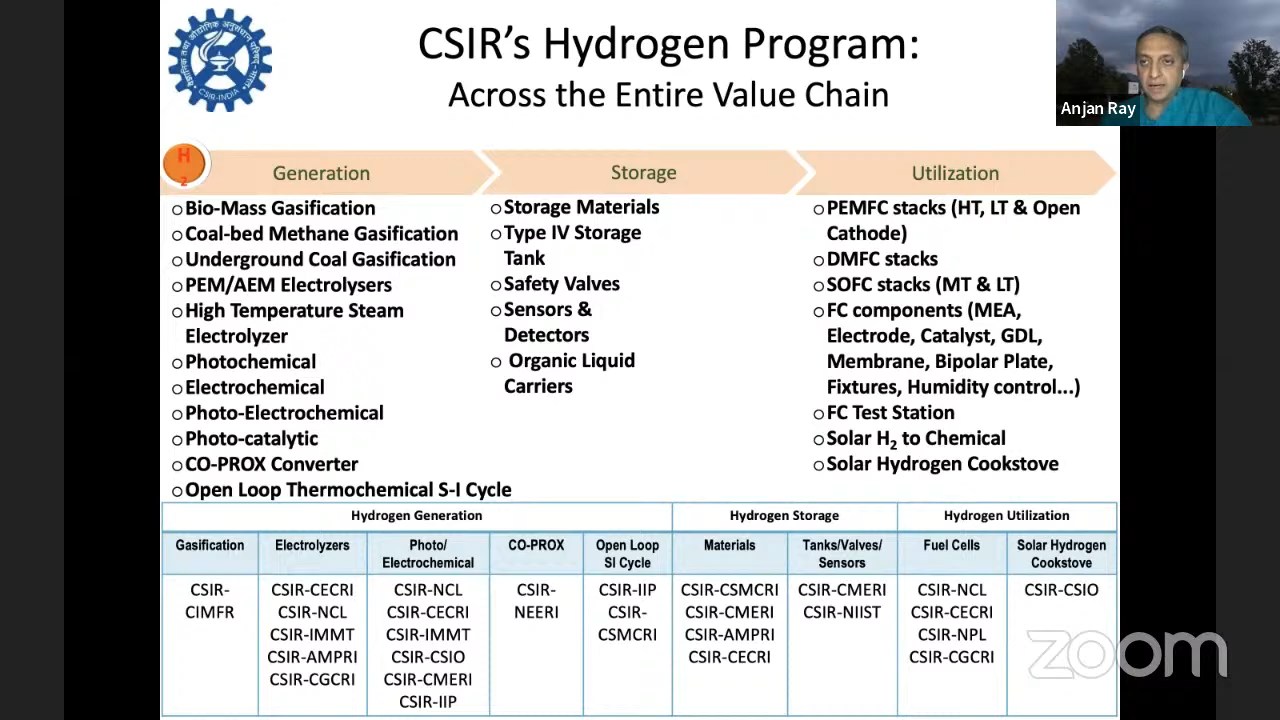 CSIR's Hydrogen Program:
Across the Entire Value Chain
CSIR-INDIA
Anjan Ray
H
2
Generation
Storage
Utilization
Bio-Mass Gasification
Coal-bed Methane Gasification
Underground Coal Gasification
PEM/AEM Electrolysers
High Temperature Steam
Electrolyzer
Photochemical
Electrochemical
Photo-Electrochemical
Photo-catalytic
CO-PROX Converter
Open Loop Thermochemical S-I Cycle
Storage Materials
Type IV Storage
Tank
Safety Valves
Sensors &
Detectors
Organic Liquid
Carriers
PEMFC stacks (HT, LT & Open
Cathode)
DMFC stacks
SOFC stacks (MT & LT)
FC components (MEA,
Electrode, Catalyst, GDL,
Membrane, Bipolar Plate,
Fixtures, Humidity control...)
FC Test Station
Solar H2 to Chemical
Solar Hydrogen Cookstove
Hydrogen Generation
Hydrogen Storage
Hydrogen Utilization
Gasification
Electrolyzers
Photo/
Electrochemical
CO-PROX
Open Loop
SI Cycle
Materials
Tanks/Valves/
Sensors
Fuel Cells
Solar Hydrogen
Cookstove
CSIR-
CIMFR
CSIR-CECRI
CSIR-NCL
CSIR-IMMT
CSIR-AMPRI
CSIR-CGCRI
CSIR-NCL
CSIR-CECRI
CSIR-IMMT
CSIR-CSIO
CSIR-CMERI
CSIR-IIP
CSIR-
NEERI
CSIR-IIP
CSIR-
CSMCRI
CSIR-CSMCRI
CSIR-CMERI
CSIR-AMPRI
CSIR-CECRI
CSIR-CMERI
CSIR-NIIST
CSIR-NCL
CSIR-CECRI
CSIR-NPL
CSIR-CGCRI
CSIR-CSIO
zoom